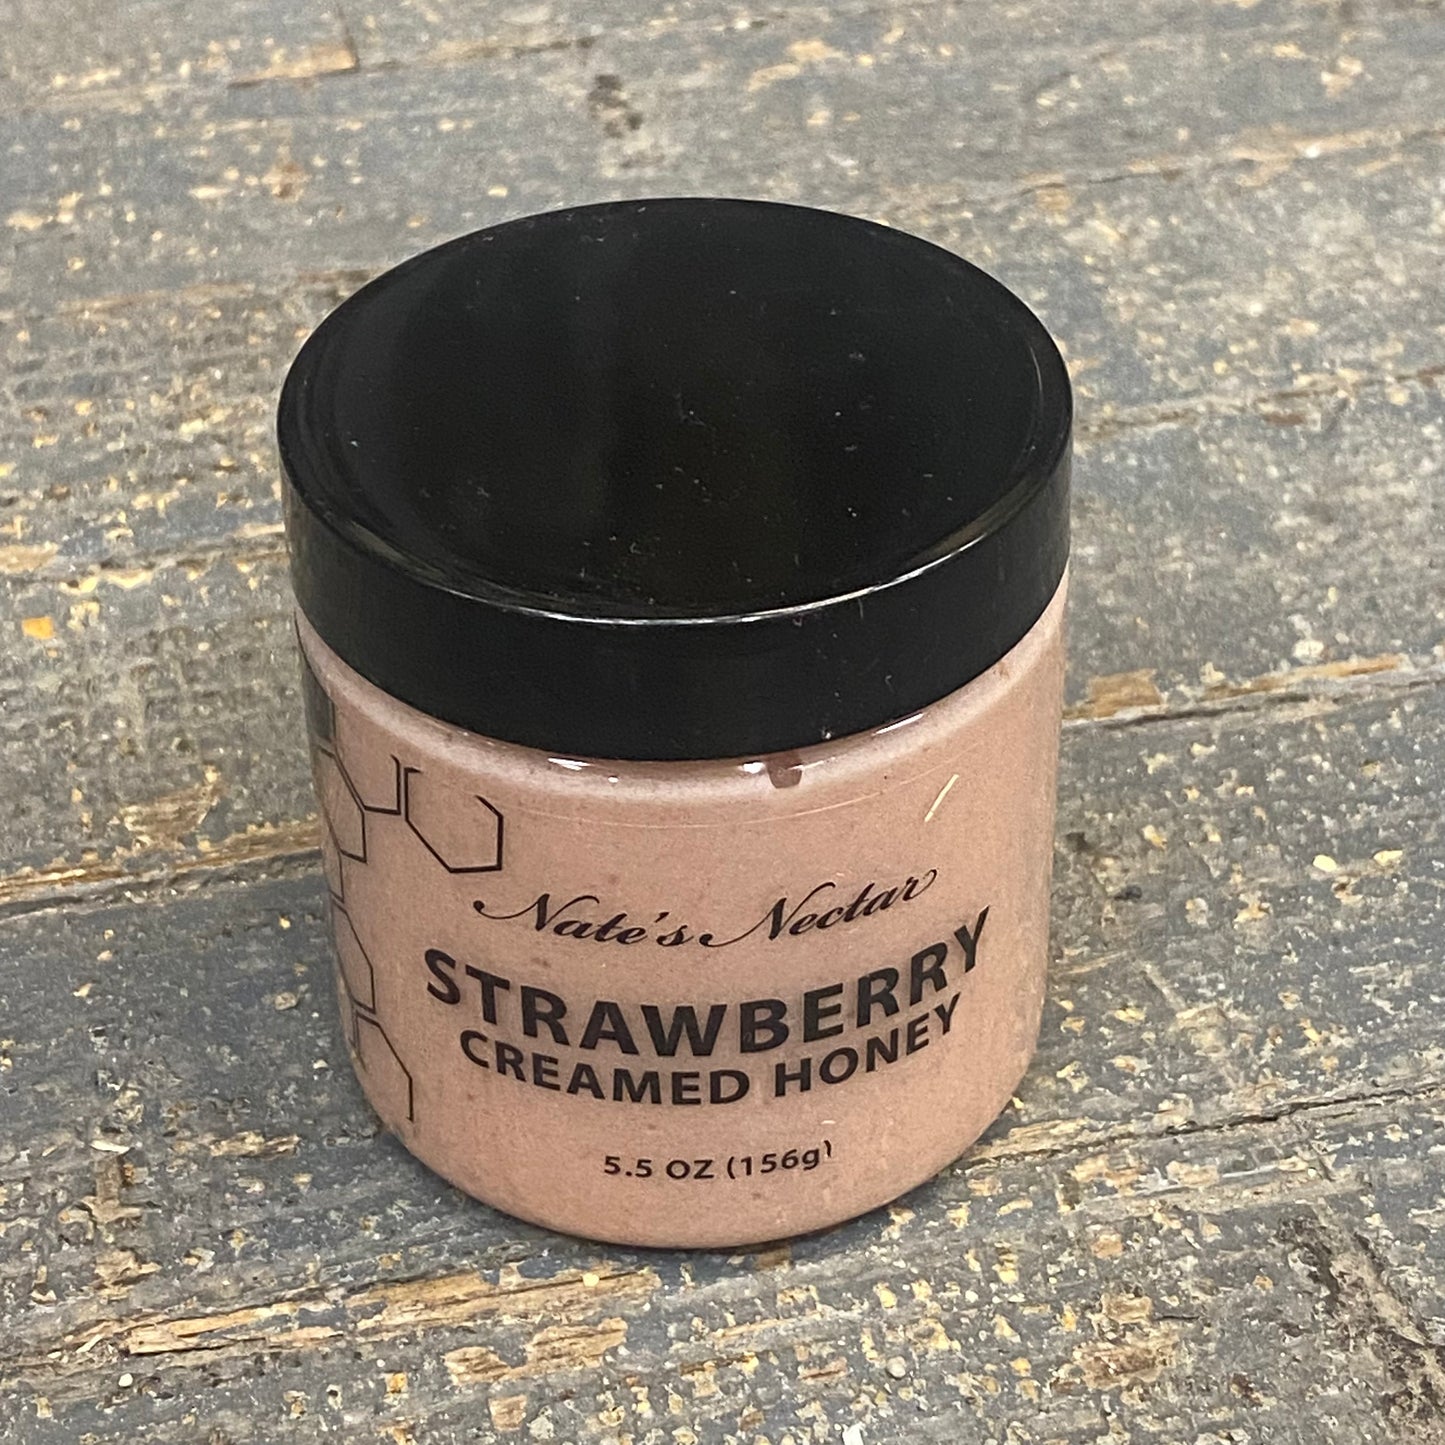 Nate's Nectar
STRAWBERRY
CREAMED HONEY
5.5 OZ (156g)